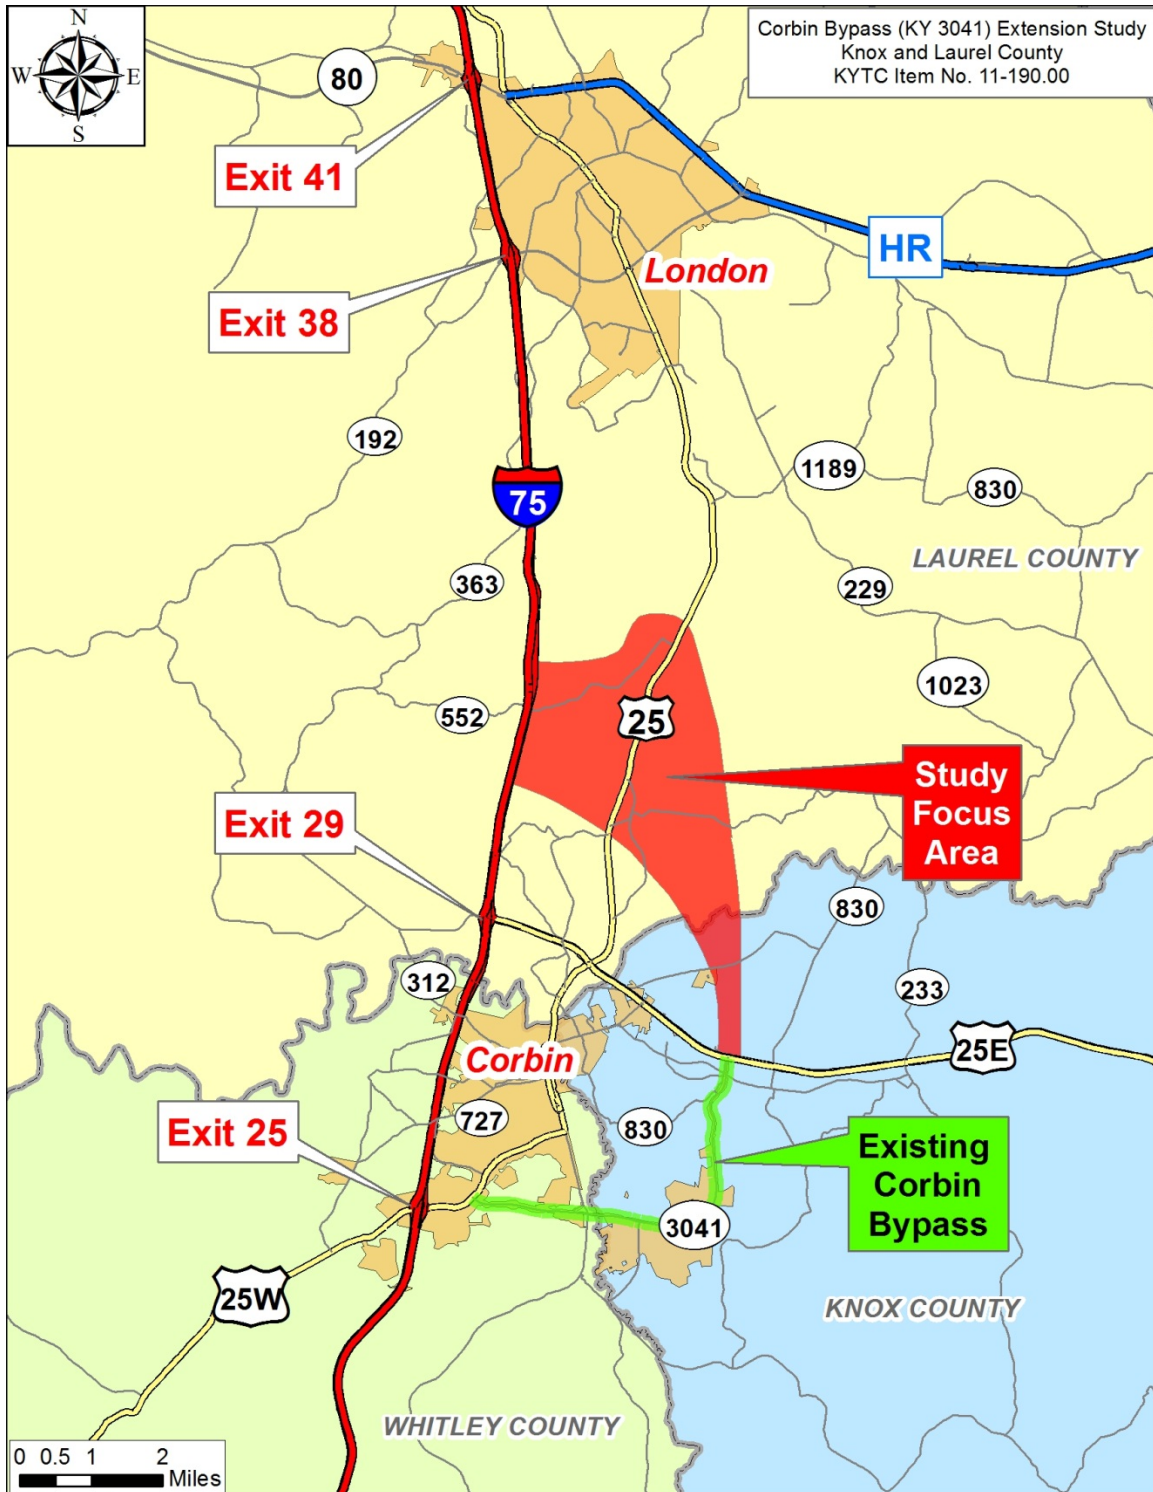 N
W E
S
Corbin Bypass (KY 3041) Extension Study
Knox and Laurel County
KYTC Item No. 11-190.00
80
Exit 41
HR
London
Exit 38
192
1189
75
830
LAUREL COUNTY
363
229
1023
552
25
Study
Focus
Area
Exit 29
830
312
233
25E
Corbin
727
830
Exit 25
Existing
Corbin
Bypass
3041
25W
KNOX COUNTY
WHITLEY COUNTY
0 0.5 1 2
Miles